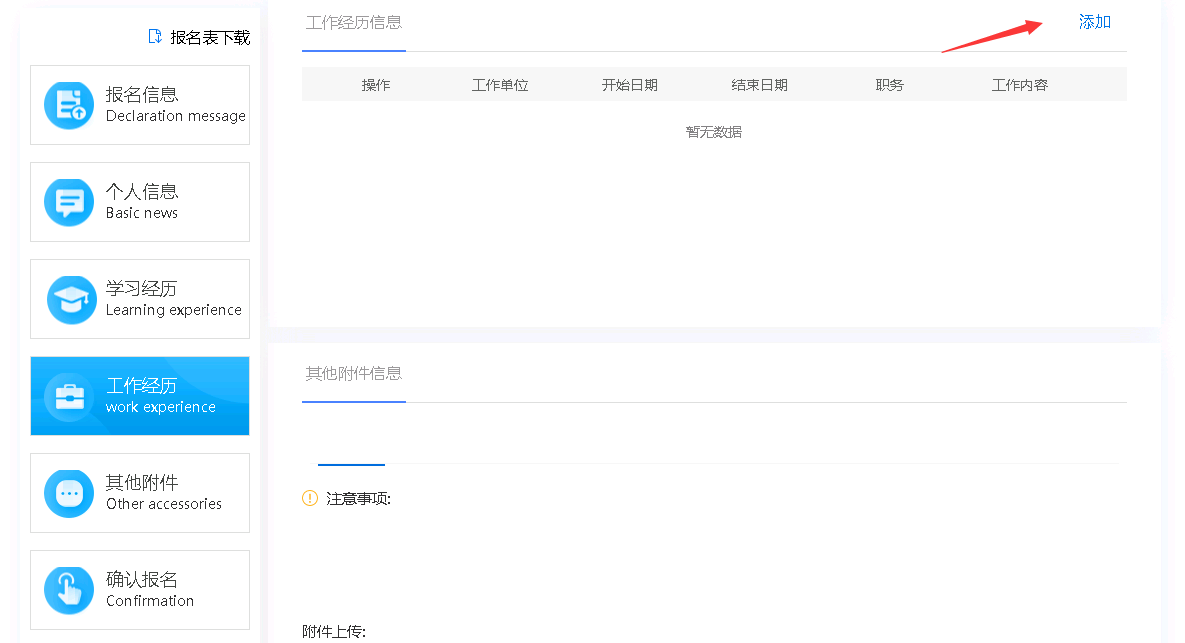 报名表下载
报名信息
Declaration message
个人信息
Basic news
学习经历
Learning experience
工作经历
work experience
其他附件
Other accessories
确认报名
Confirmation
工作经历信息
添加
操作 工作单位 开始日期 结束日期 职务 工作内容
暂无数据
其他附件信息
注意事项:
附件上传: